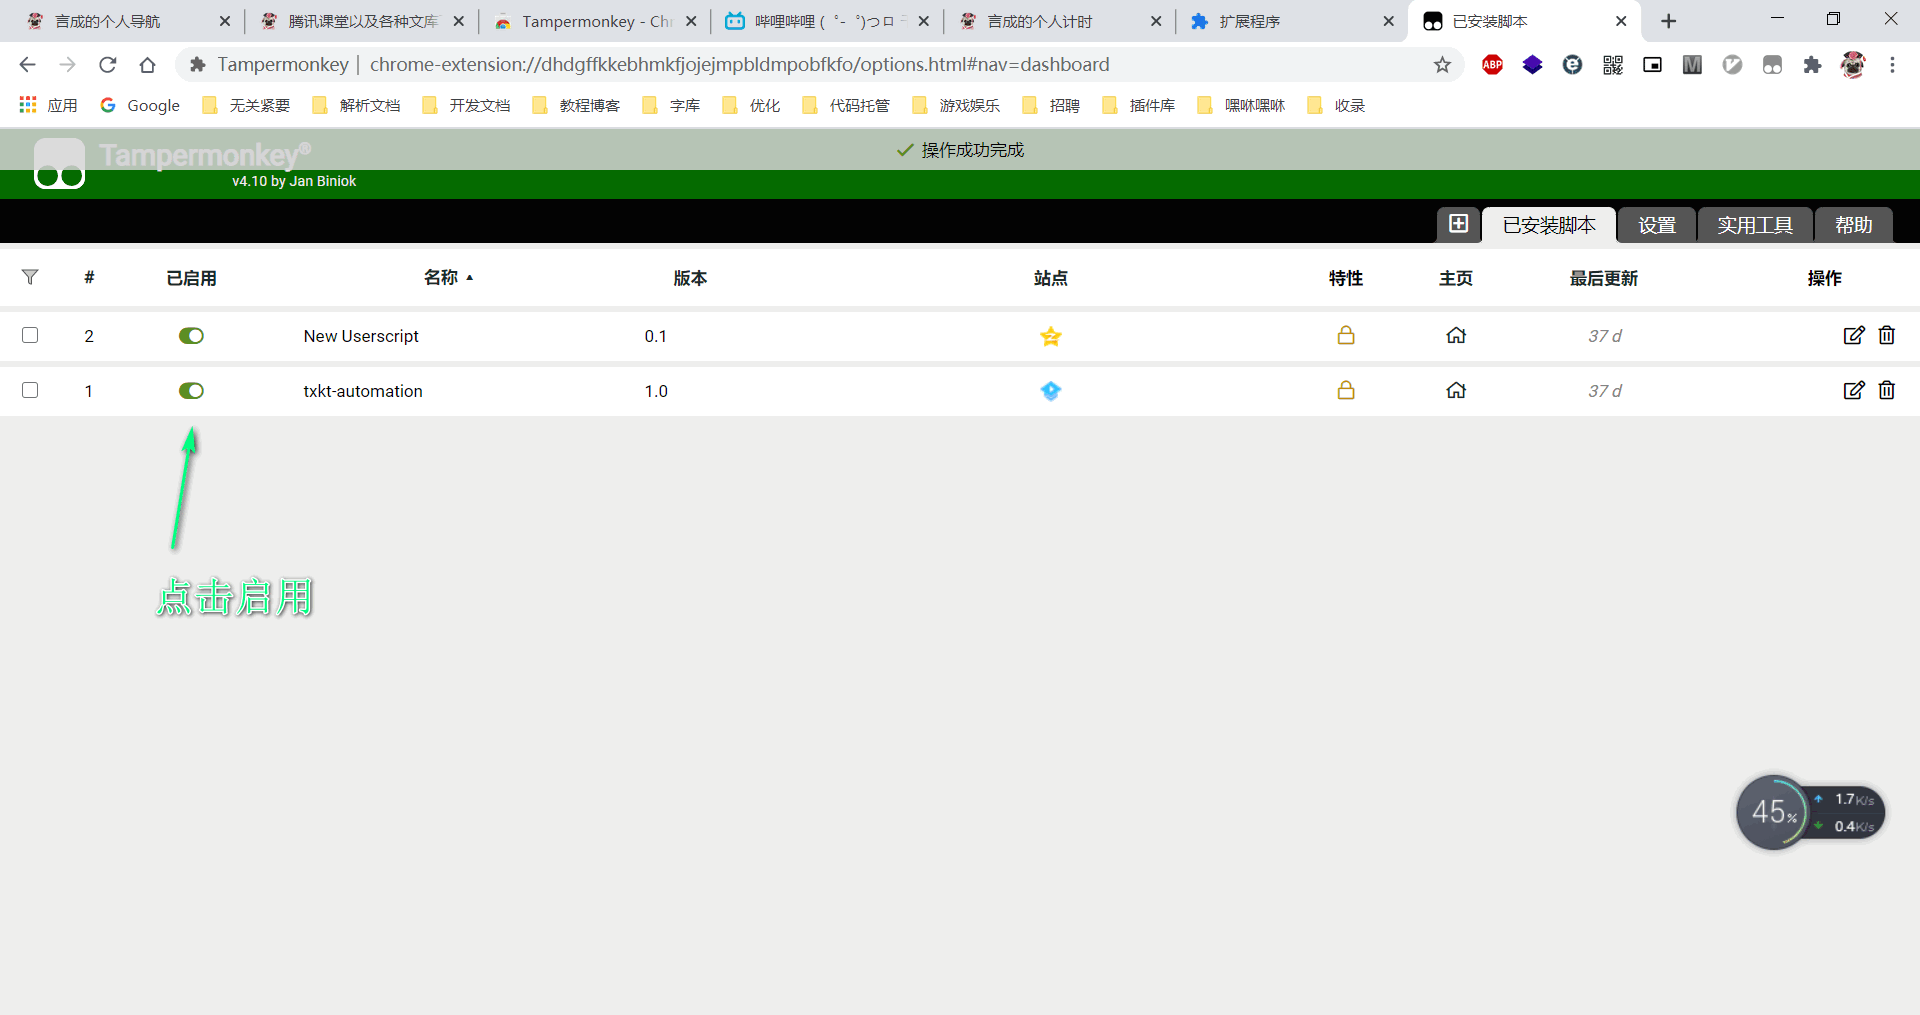 言成的个人导航
腾讯课堂以及各种文库
Tampermonkey - Chr
哔哩哔哩 (゜-゜)つロ
言成的个人计时
扩展程序
已安装脚本
Tampermonkey | chrome-extension://dhdgffkkebhmkfjojejmpbldmpobfkfo/options.html#nav=dashboard
ABP
M
应用
Google
无关紧要
解析文档
开发文档
教程博客
字库
优化
代码托管
游戏娱乐
招聘
插件库
嘿咻嘿咻
收录
Tampermonkey®
操作成功完成
v4.10 by Jan Biniok
已安装脚本
设置
实用工具
帮助
# 已启用 名称 版本 站点 特性 主页 最后更新 操作
2 New Userscript 0.1 37 d
1 txkt-automation 1.0 37 d
点击启用
45%
1.7K/s
0.4K/s